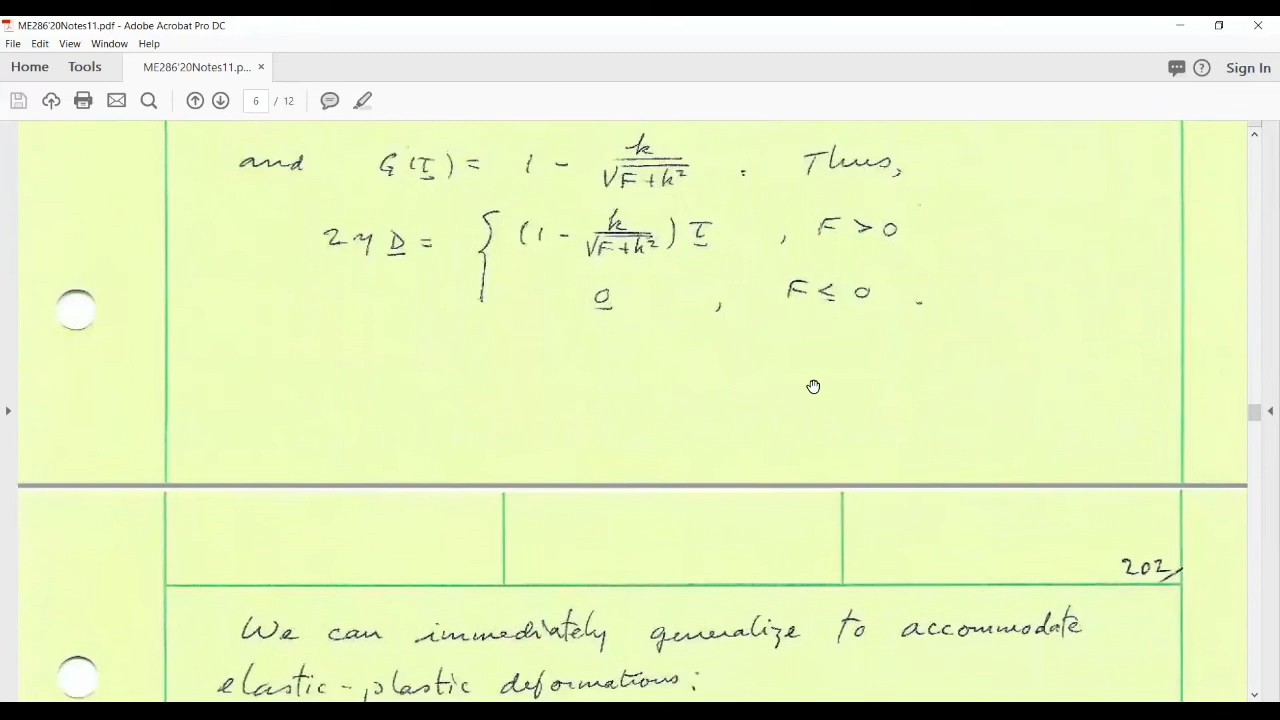 ME286'20Notes11.pdf - Adobe Acrobat Pro DC
File Edit View Window Help
Home Tools ME286'20Notes11.p... × Sign In
6 / 12
and G(τ) = 1 - k/√(F+k²) . Thus,
2η D = { (1 - k/√(F+k²)) τ , F > 0
0 , F ≤ 0 .
202
We can immediately generalize to accommodate
elastic-plastic deformations: